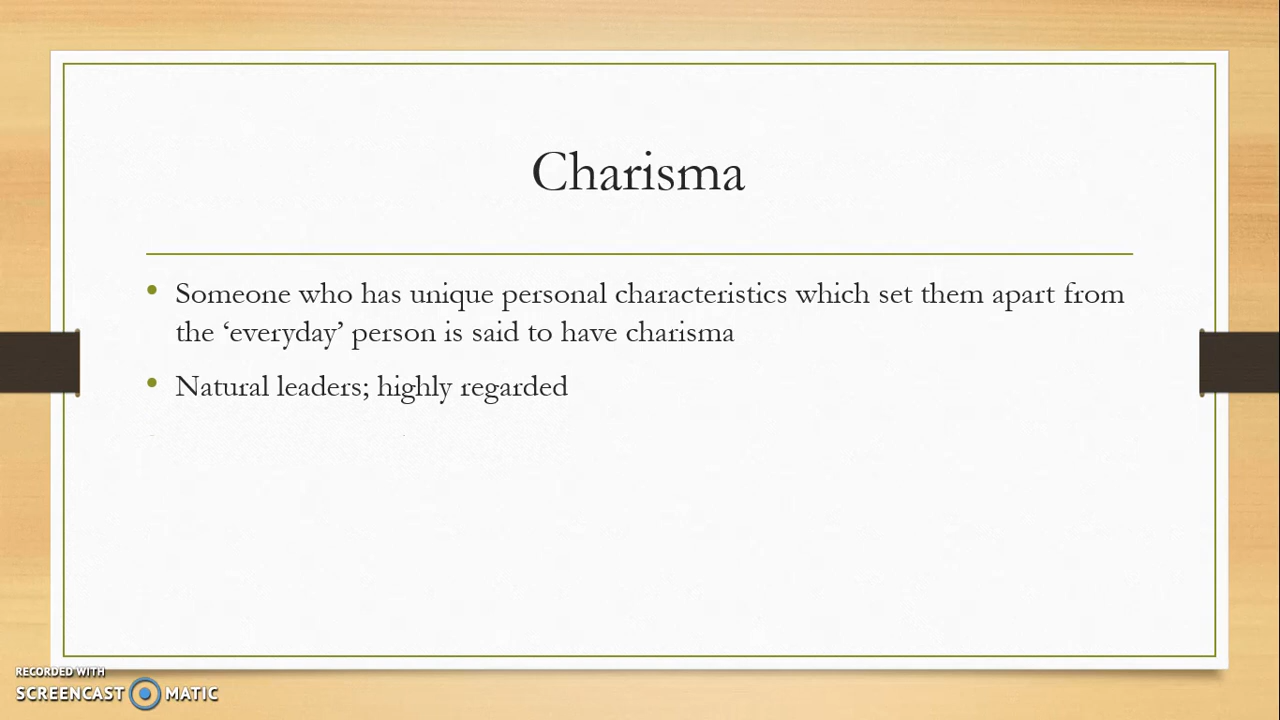 Charisma
• Someone who has unique personal characteristics which set them apart from
the ‘everyday’ person is said to have charisma
• Natural leaders; highly regarded
RECORDED WITH
SCREENCAST MATIC